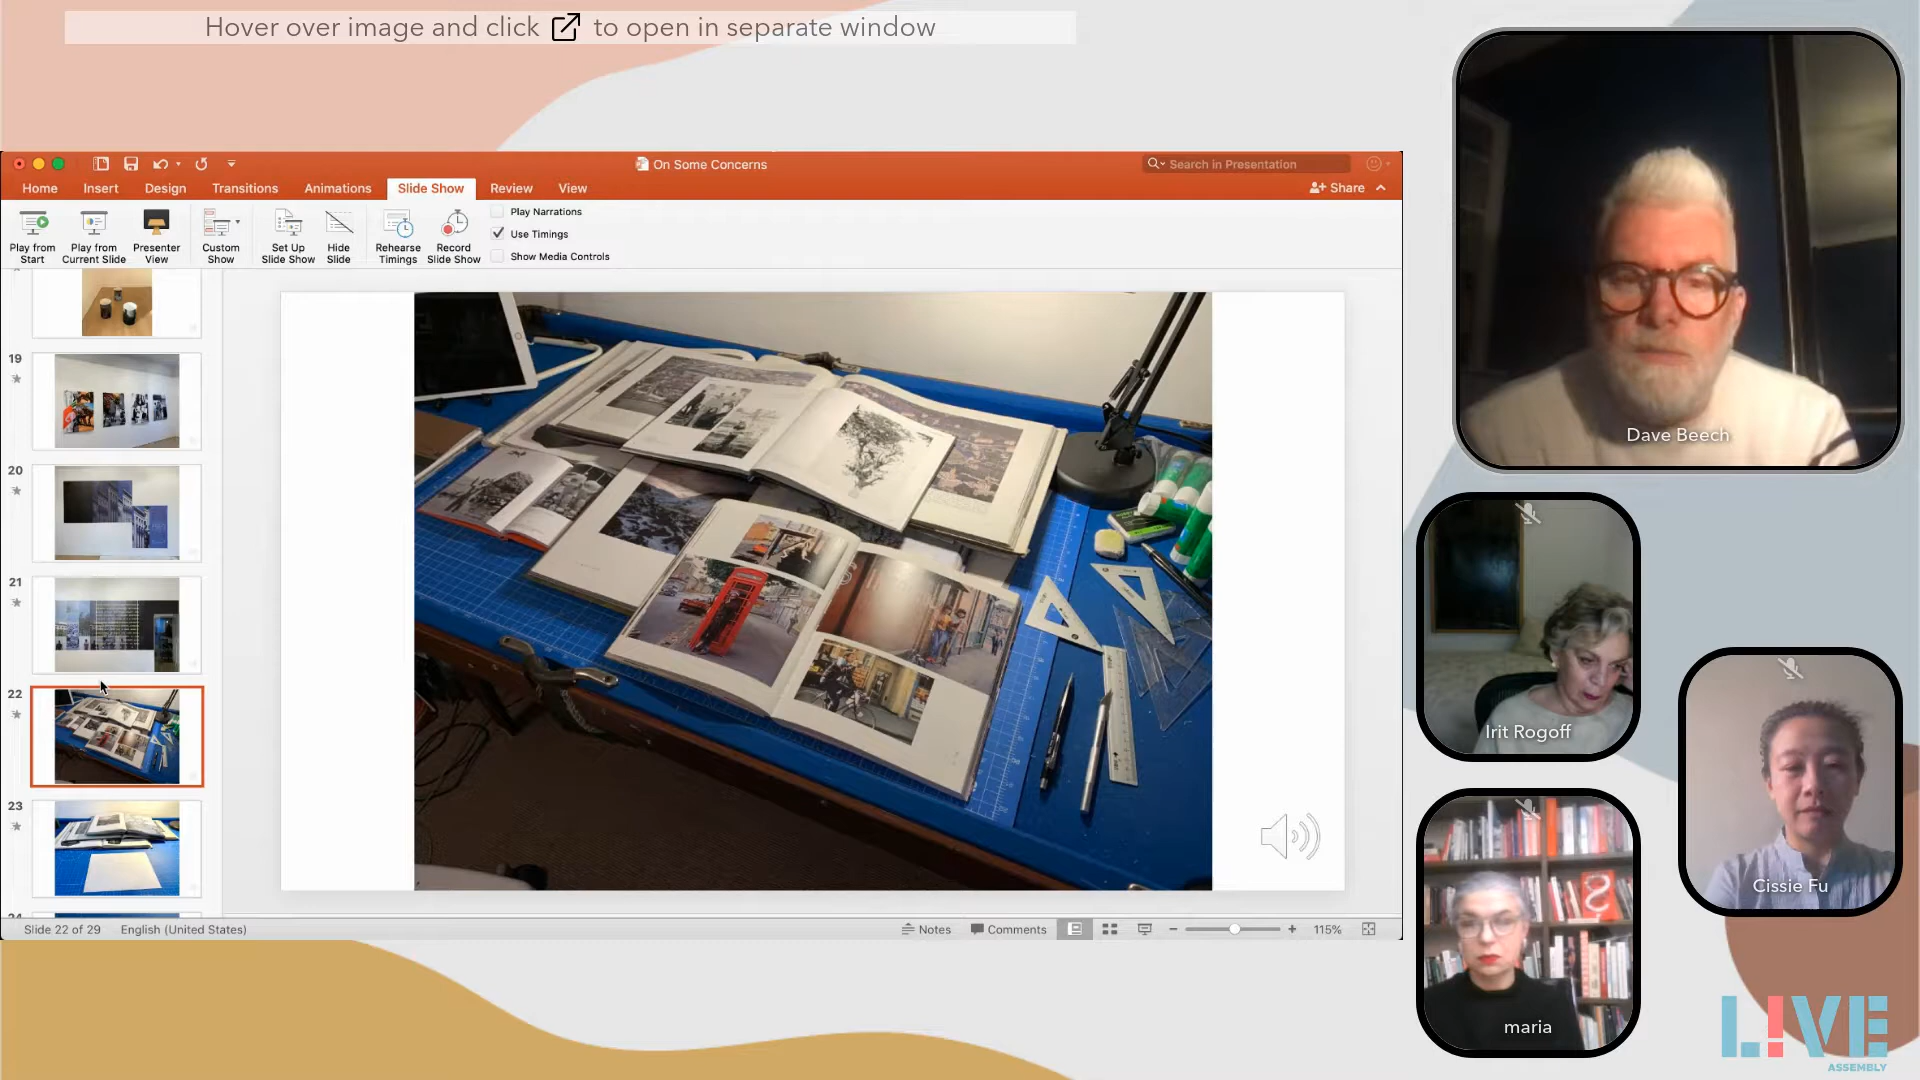 Hover over image and click to open in separate window
On Some Concerns
Search in Presentation
Home Insert Design Transitions Animations Slide Show Review View
Share
Play from Start
Play from Current Slide
Presenter View
Custom Show
Set Up Slide Show
Hide Slide
Rehearse Timings
Record Slide Show
Play Narrations
Use Timings
Show Media Controls
19
20
21
22
23
Slide 22 of 29
English (United States)
Notes
Comments
115%
Dave Beech
Irit Rogoff
Cissie Fu
maria
L!VE
ASSEMBLY